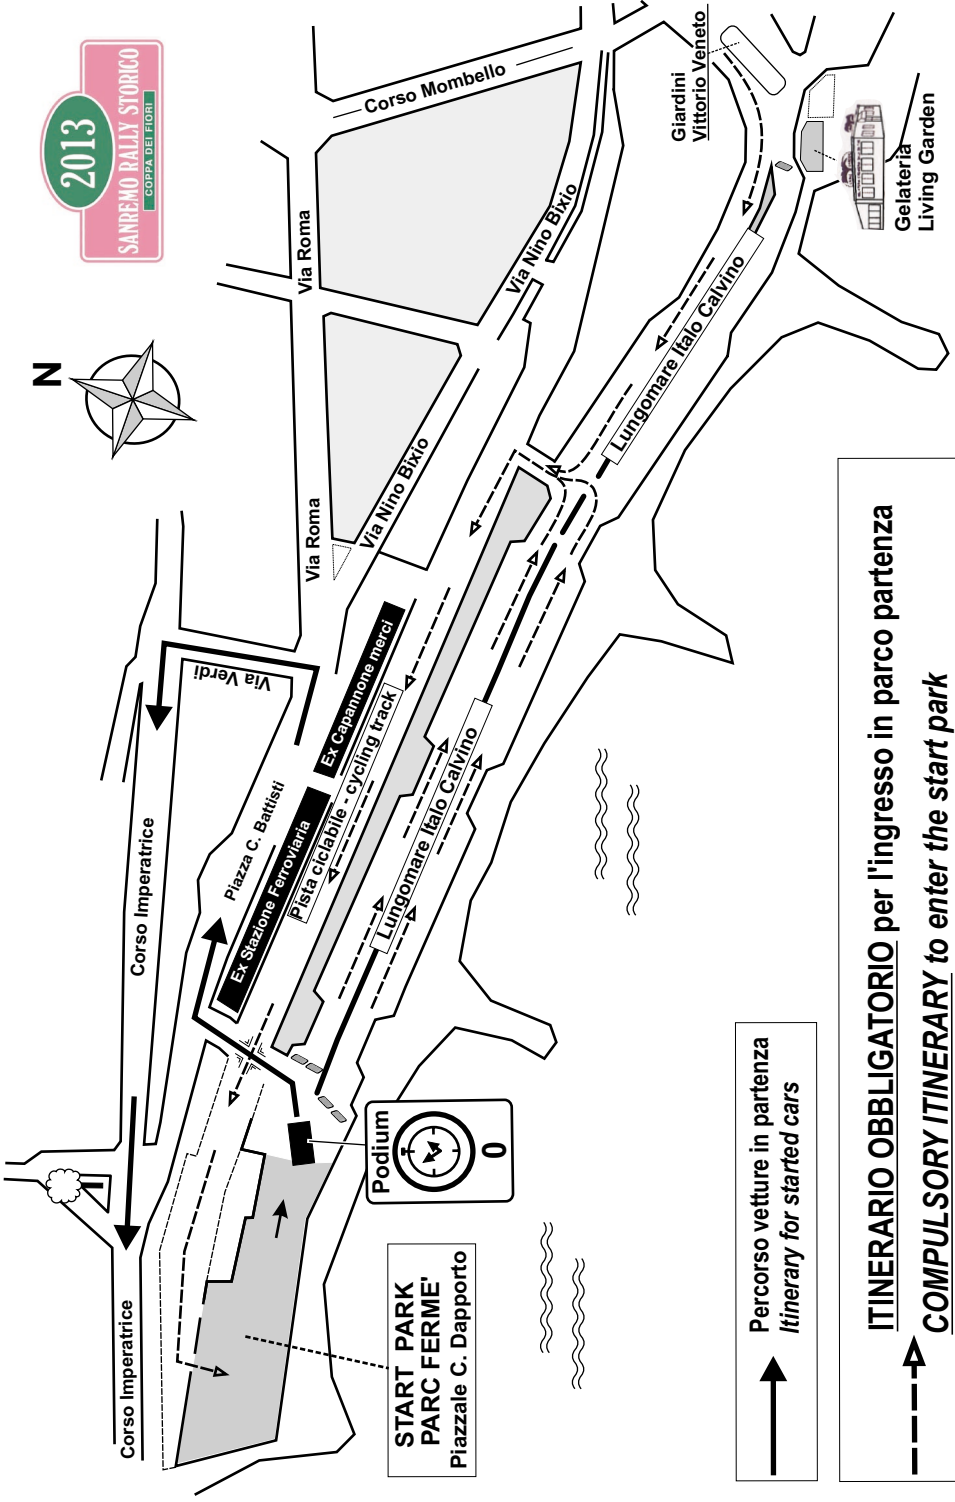 2013
SANREMO RALLY STORICO
COPPA DEI FIORI
N
Corso Mombello
Giardini
Vittorio Veneto
Gelateria
Living Garden
Via Roma
Via Nino Bixio
Lungomare Italo Calvino
Via Roma
Via Nino Bixio
Via Verdi
Ex Capannone merci
Pista ciclabile - cycling track
Piazza C. Battisti
Ex Stazione Ferroviaria
Lungomare Italo Calvino
Corso Imperatrice
Corso Imperatrice
Podium
0
START PARK
PARC FERME'
Piazzale C. Dapporto
Percorso vetture in partenza
Itinerary for started cars
ITINERARIO OBBLIGATORIO per l'ingresso in parco partenza
COMPULSORY ITINERARY to enter the start park